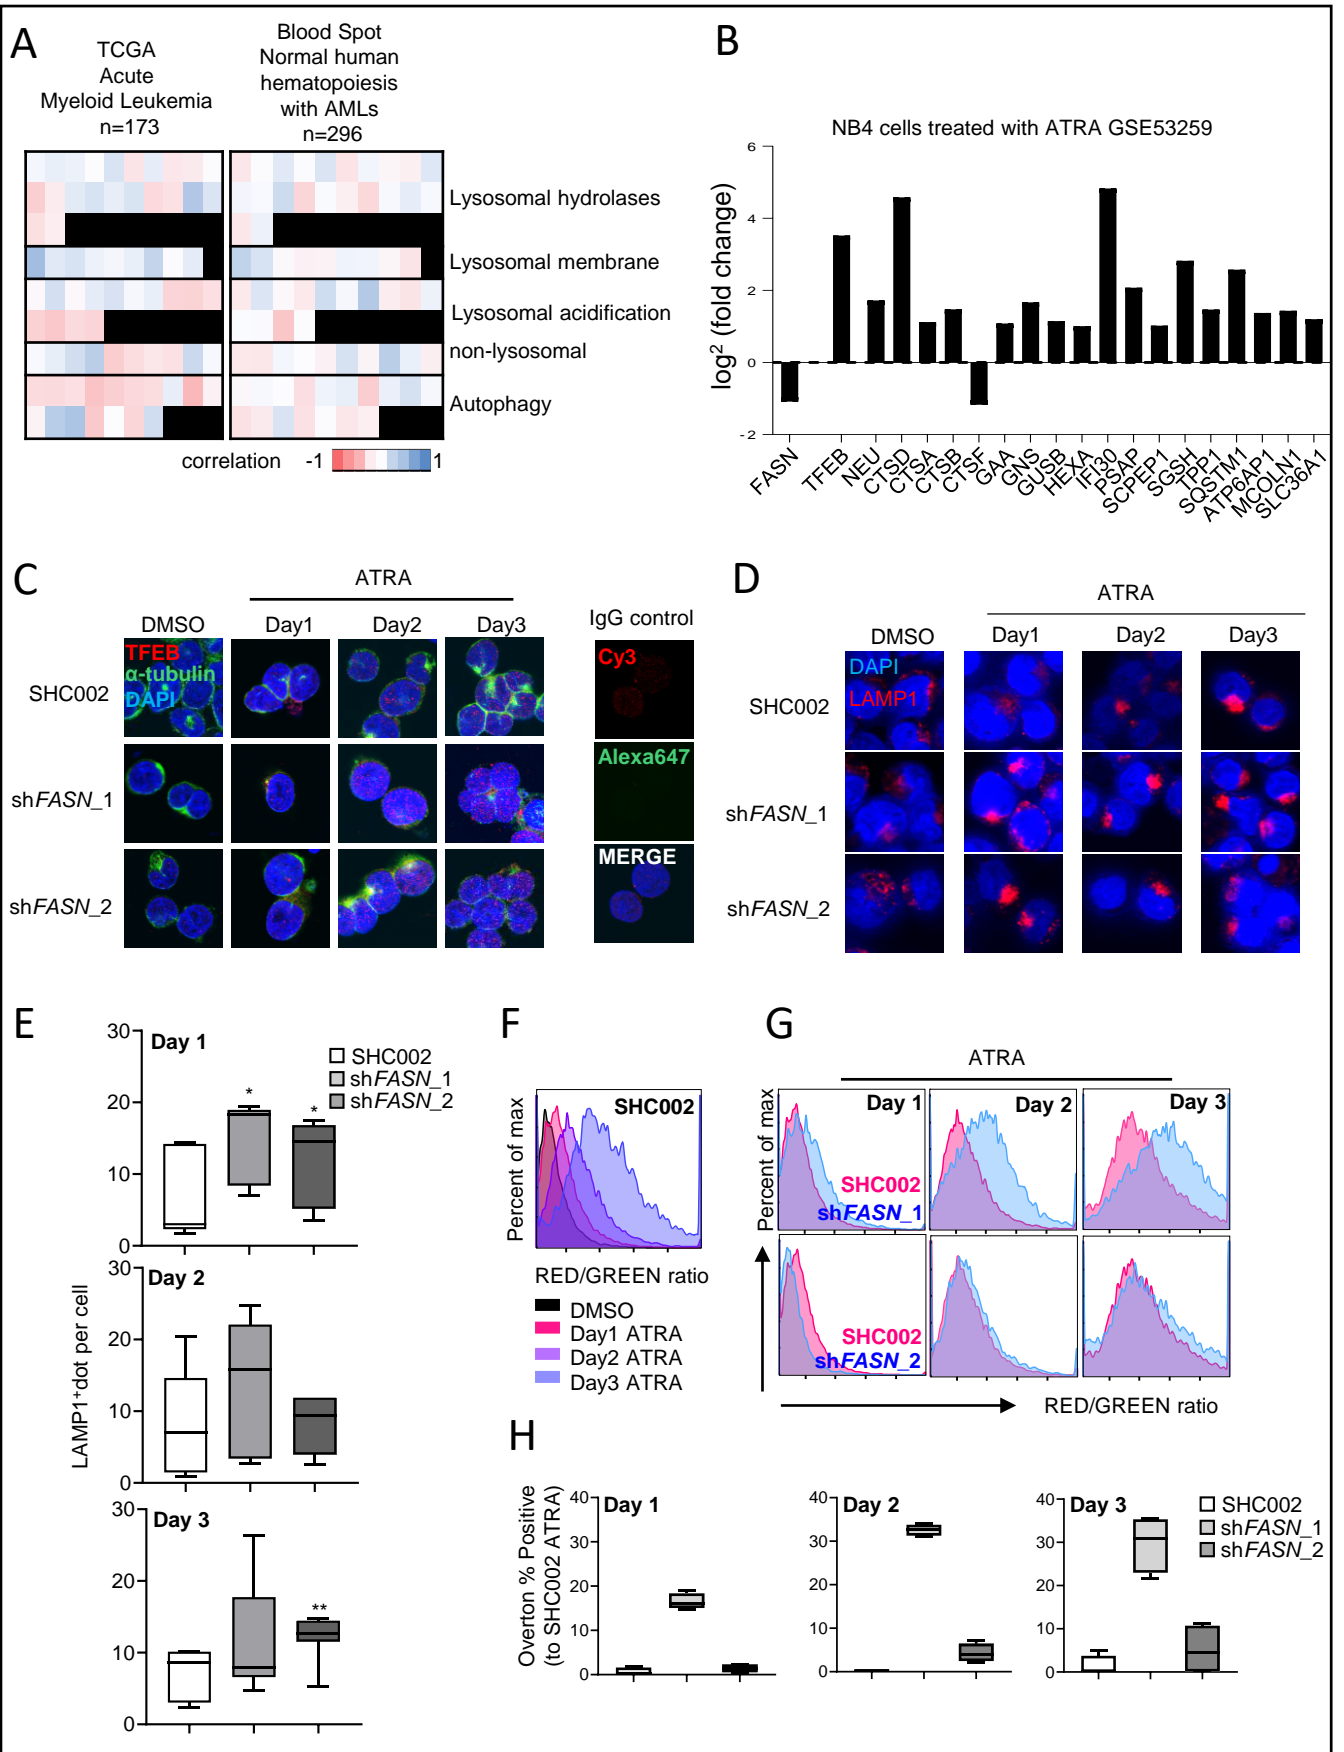 A
TCGA
Acute
Myeloid Leukemia
n=173
Blood Spot
Normal human
hematopoiesis
with AMLs
n=296
Lysosomal hydrolases
Lysosomal membrane
Lysosomal acidification
non-lysosomal
Autophagy
correlation -1 1
B
NB4 cells treated with ATRA GSE53259
log² (fold change)
6
4
2
0
-2
FASN TFEB NEU CTSD CTSA CTSB CTSF GAA GNS GUSB HEXA IFI30 PSAP SCPEP1 SGSH TPP1 SQSTM1 ATP6AP1 MCOLN1 SLC36A1
C
ATRA
DMSO Day1 Day2 Day3
IgG control
SHC002
shFASN_1
shFASN_2
TFEB
α-tubulin
DAPI
Cy3
Alexa647
MERGE
D
ATRA
DMSO Day1 Day2 Day3
SHC002
shFASN_1
shFASN_2
DAPI
LAMP1
E
LAMP1+dot per cell
Day 1
30
20
10
0
* *
SHC002
shFASN_1
shFASN_2
Day 2
30
20
10
0
Day 3
30
20
10
0
**
F
Percent of max
SHC002
RED/GREEN ratio
DMSO
Day1 ATRA
Day2 ATRA
Day3 ATRA
G
ATRA
Percent of max
Day 1 Day 2 Day 3
SHC002
shFASN_1
SHC002
shFASN_2
RED/GREEN ratio
H
Overton % Positive
(to SHC002 ATRA)
Day 1
40
30
20
10
0
Day 2
40
30
20
10
0
Day 3
40
30
20
10
0
SHC002
shFASN_1
shFASN_2